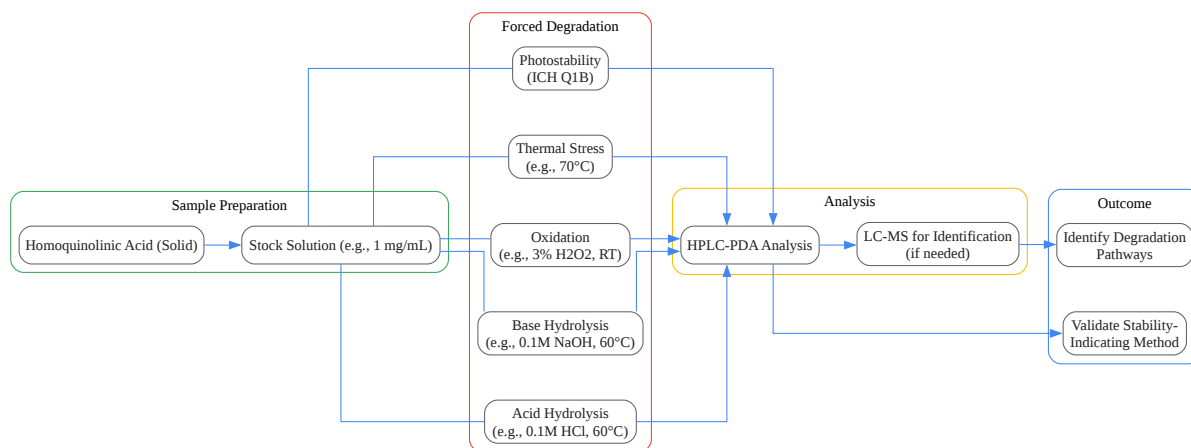 Forced Degradation
Photostability
(ICH Q1B)
Thermal Stress
(e.g., 70°C)
Sample Preparation
Homoquinolinic Acid (Solid)
Stock Solution (e.g., 1 mg/mL)
Oxidation
(e.g., 3% H2O2, RT)
Base Hydrolysis
(e.g., 0.1M NaOH, 60°C)
Acid Hydrolysis
(e.g., 0.1M HCl, 60°C)
Analysis
HPLC-PDA Analysis
LC-MS for Identification
(if needed)
Outcome
Identify Degradation
Pathways
Validate Stability-
Indicating Method